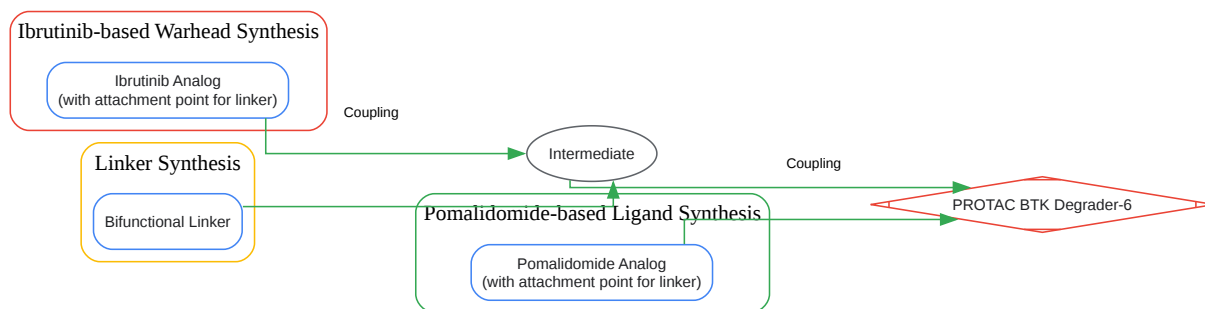 Ibrutinib-based Warhead Synthesis
Ibrutinib Analog
(with attachment point for linker)
Coupling
Linker Synthesis
Bifunctional Linker
Intermediate
Coupling
Pomalidomide-based Ligand Synthesis
Pomalidomide Analog
(with attachment point for linker)
PROTAC BTK Degrader-6